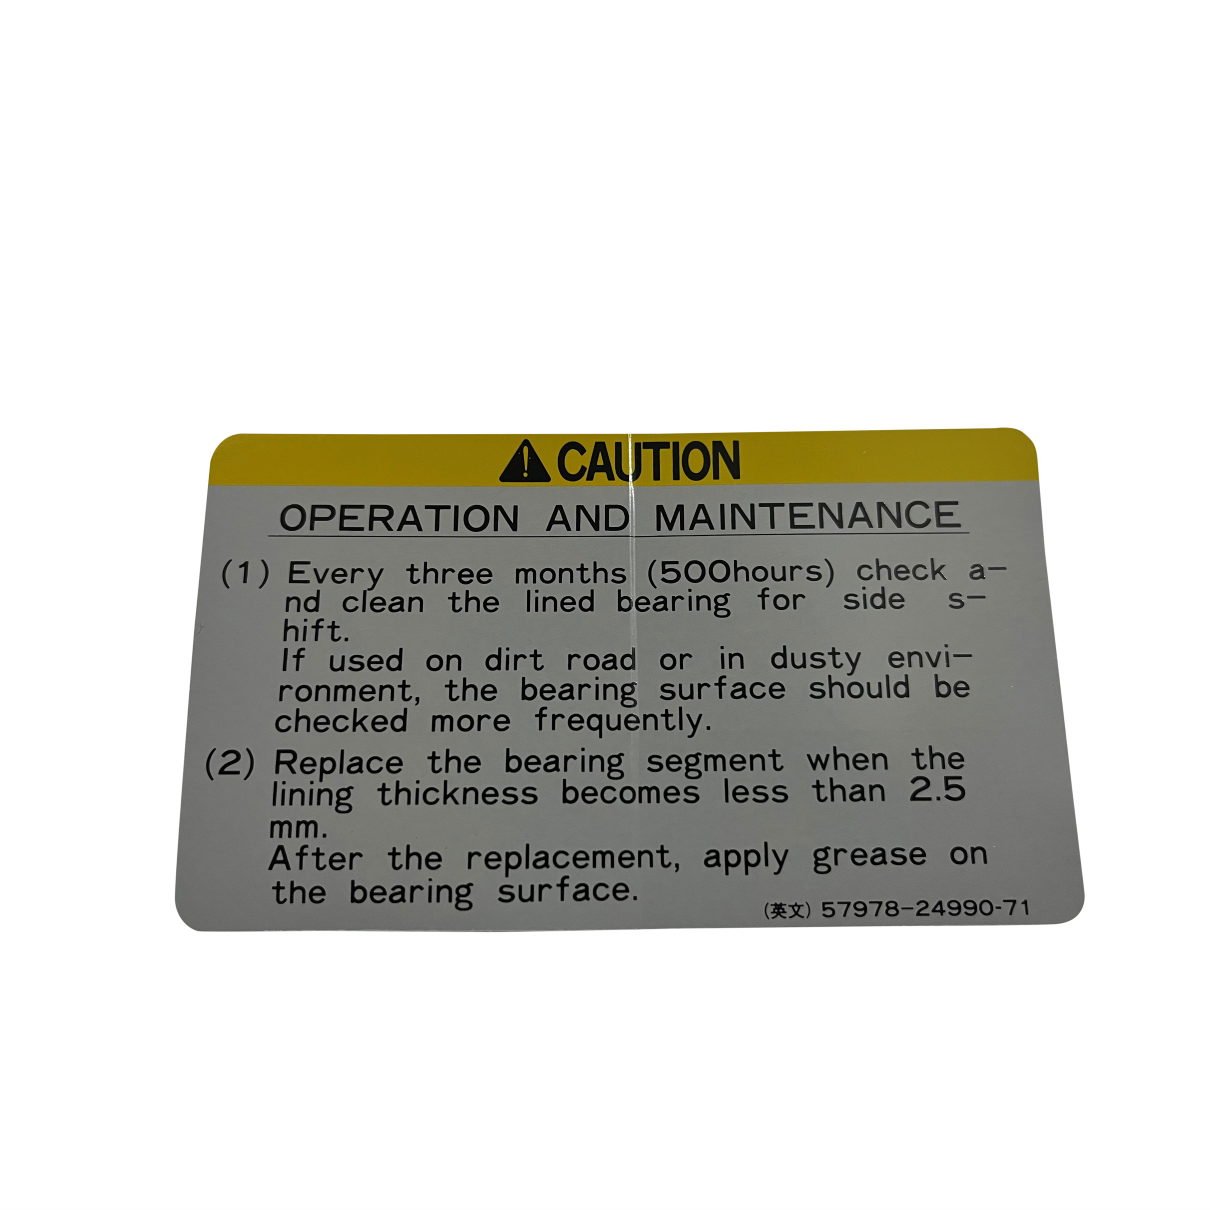 CAUTION
OPERATION AND MAINTENANCE
(1) Every three months (500hours) check a-
nd clean the lined bearing for side s-
hift.
If used on dirt road or in dusty envi-
ronment, the bearing surface should be
checked more frequently.
(2) Replace the bearing segment when the
lining thickness becomes less than 2.5
mm.
After the replacement, apply grease on
the bearing surface.
(英文) 57978-24990-71